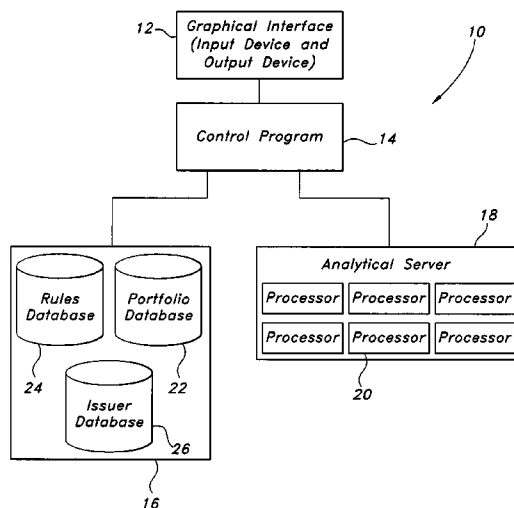 12
Graphical Interface
(Input Device and
Output Device)
10
Control Program
14
18
Analytical Server
Rules
Database
Portfolio
Database
Processor Processor Processor
Processor Processor Processor
24
22
20
Issuer
Database
26
16